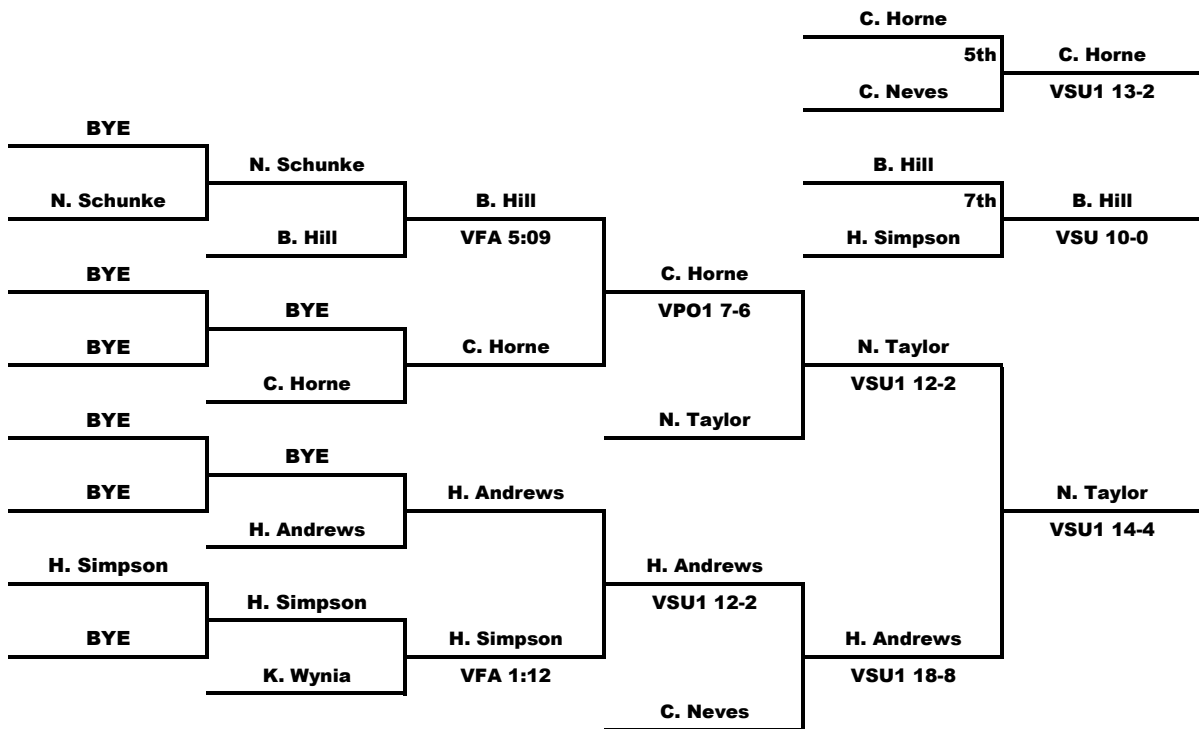 C. Horne
5th
C. Horne
C. Neves
VSU1 13-2
BYE
N. Schunke
B. Hill
N. Schunke
B. Hill
7th
B. Hill
B. Hill
VFA 5:09
H. Simpson
VSU 10-0
BYE
C. Horne
BYE
VPO1 7-6
BYE
C. Horne
N. Taylor
C. Horne
VSU1 12-2
BYE
N. Taylor
BYE
BYE
H. Andrews
N. Taylor
H. Andrews
VSU1 14-4
H. Simpson
H. Andrews
H. Simpson
VSU1 12-2
BYE
H. Simpson
H. Andrews
K. Wynia
VFA 1:12
VSU1 18-8
C. Neves